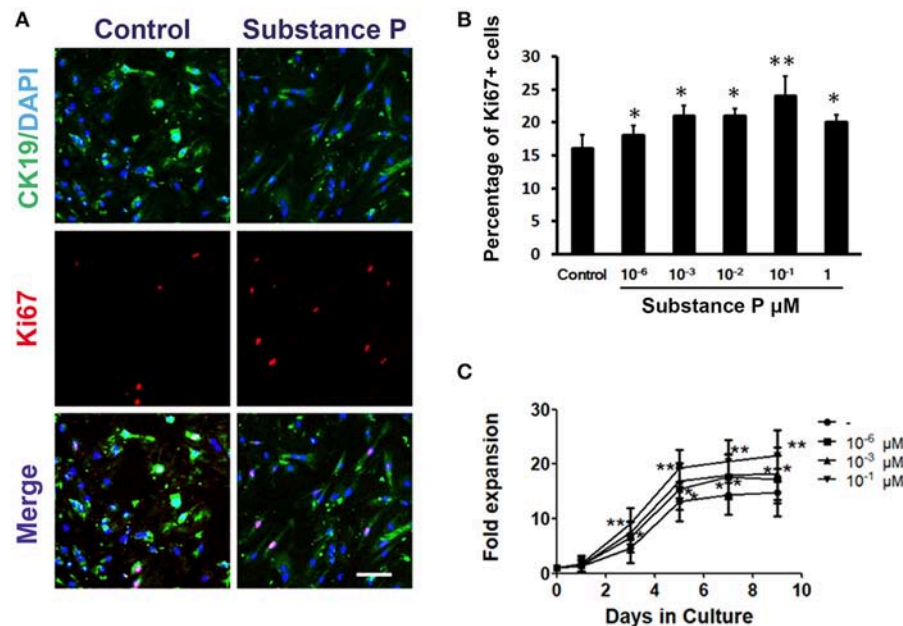 A
Control
Substance P
CK19/DAPI
Ki67
Merge
B
Percentage of Ki67+ cells
30
25
20
15
10
5
0
*
*
*
**
*
Control
10-6
10-3
10-2
10-1
1
Substance P µM
C
Fold expansion
30
20
10
0
0
2
4
6
8
10
Days in Culture
-
10-6 µM
10-3 µM
10-1 µM
**
**
**
**